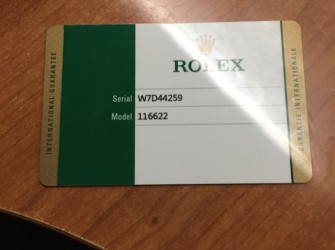 INTERNATIONAL GUARANTEE
ROLEX
Serial W7D44259
Model 116622
GARANTIE INTERNATIONALE